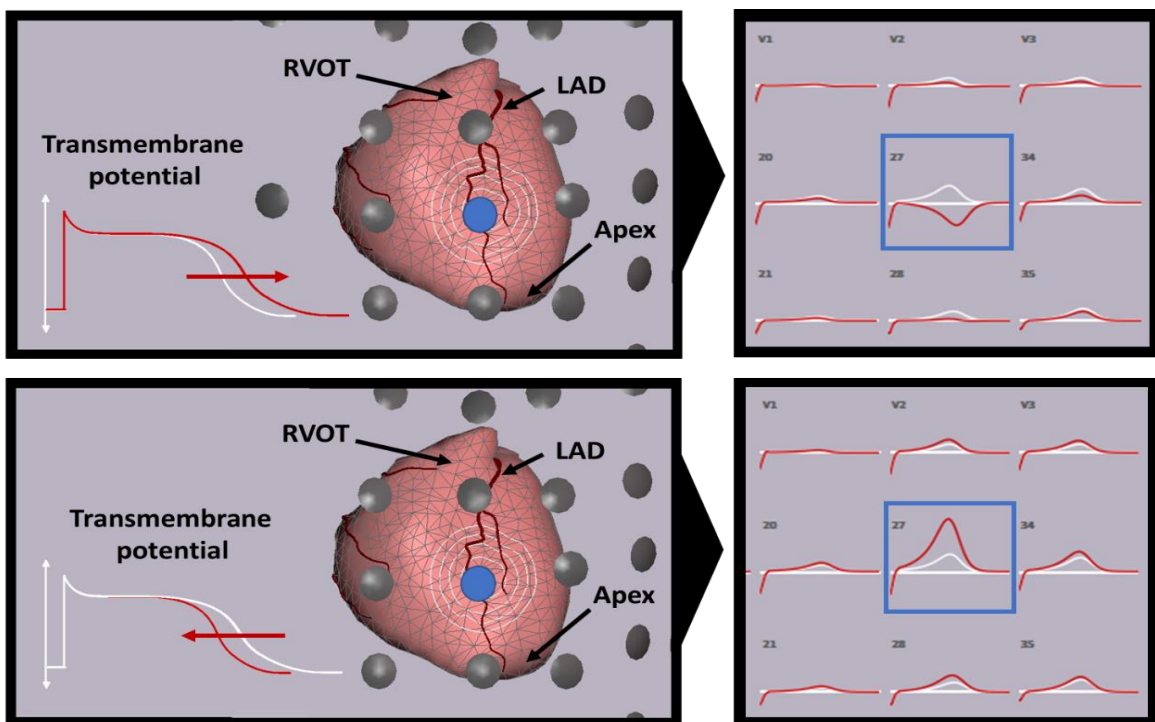 RVOT
LAD
Transmembrane
potential
Apex
V1 V2 V3
20 27 34
21 28 35
RVOT
LAD
Transmembrane
potential
Apex
V1 V2 V3
20 27 34
21 28 35